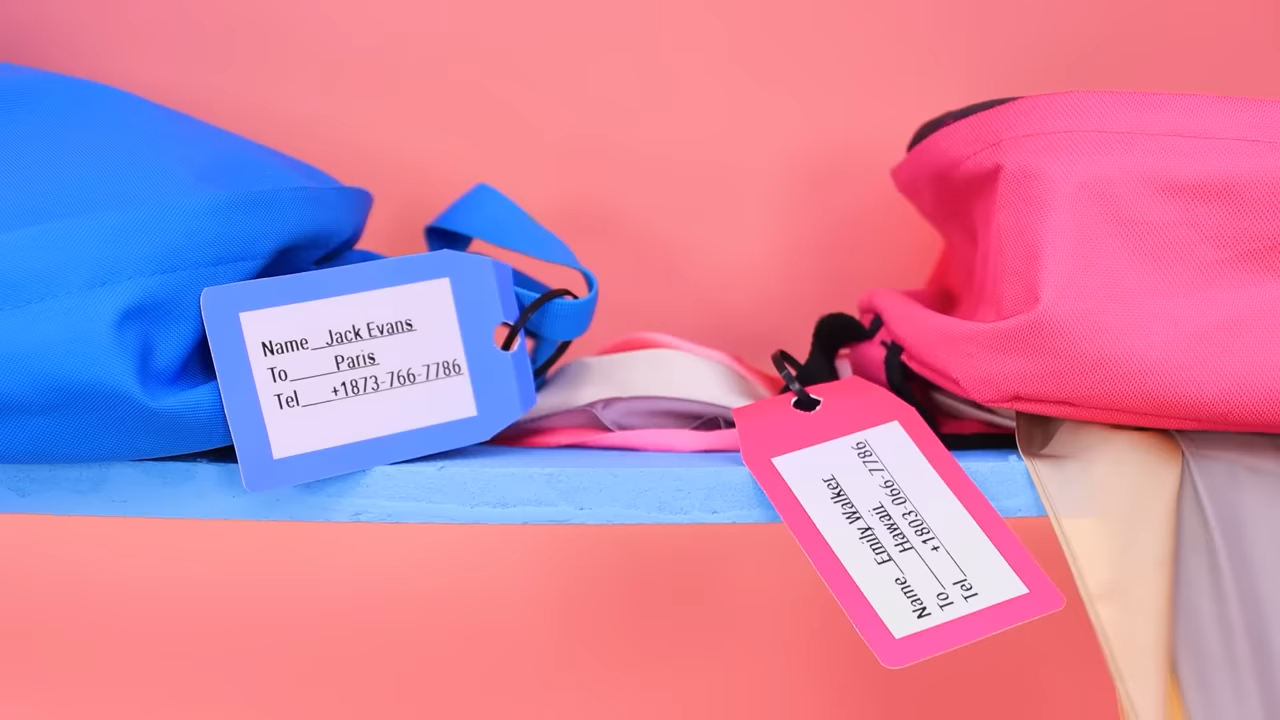 Name Jack Evans
To Paris
Tel +1873-766-7786
Name Emily Walker
To Hawaii
Tel +1803-066-7786